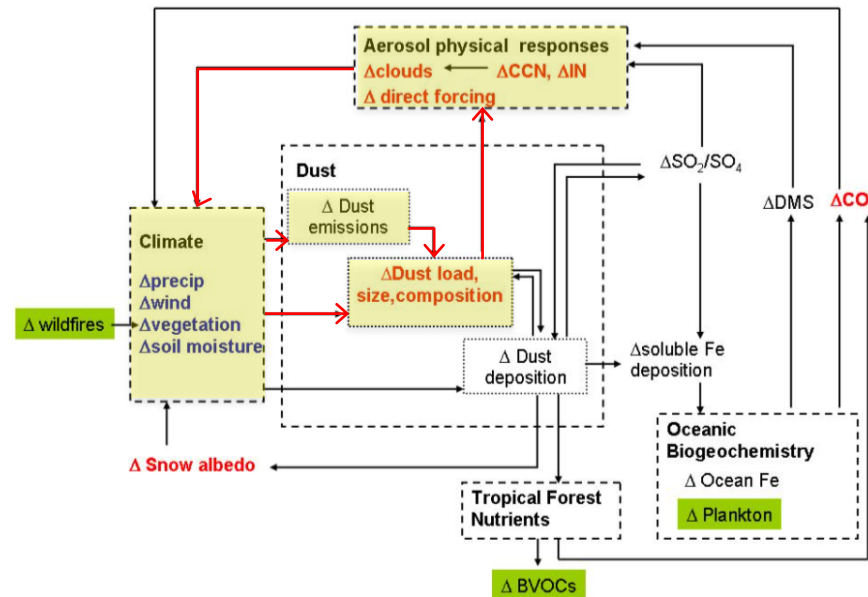 Aerosol physical responses
Δclouds
ΔCCN, ΔIN
Δ direct forcing
Dust
ΔSO₂/SO₄
Δ Dust
emissions
ΔDMS
ΔCO
Climate
Δprecip
Δwind
Δvegetation
Δsoil moisture
ΔDust load,
size,composition
Δ wildfires
Δ Dust
deposition
Δsoluble Fe
deposition
Δ Snow albedo
Oceanic
Biogeochemistry
Δ Ocean Fe
Δ Plankton
Tropical Forest
Nutrients
Δ BVOCs